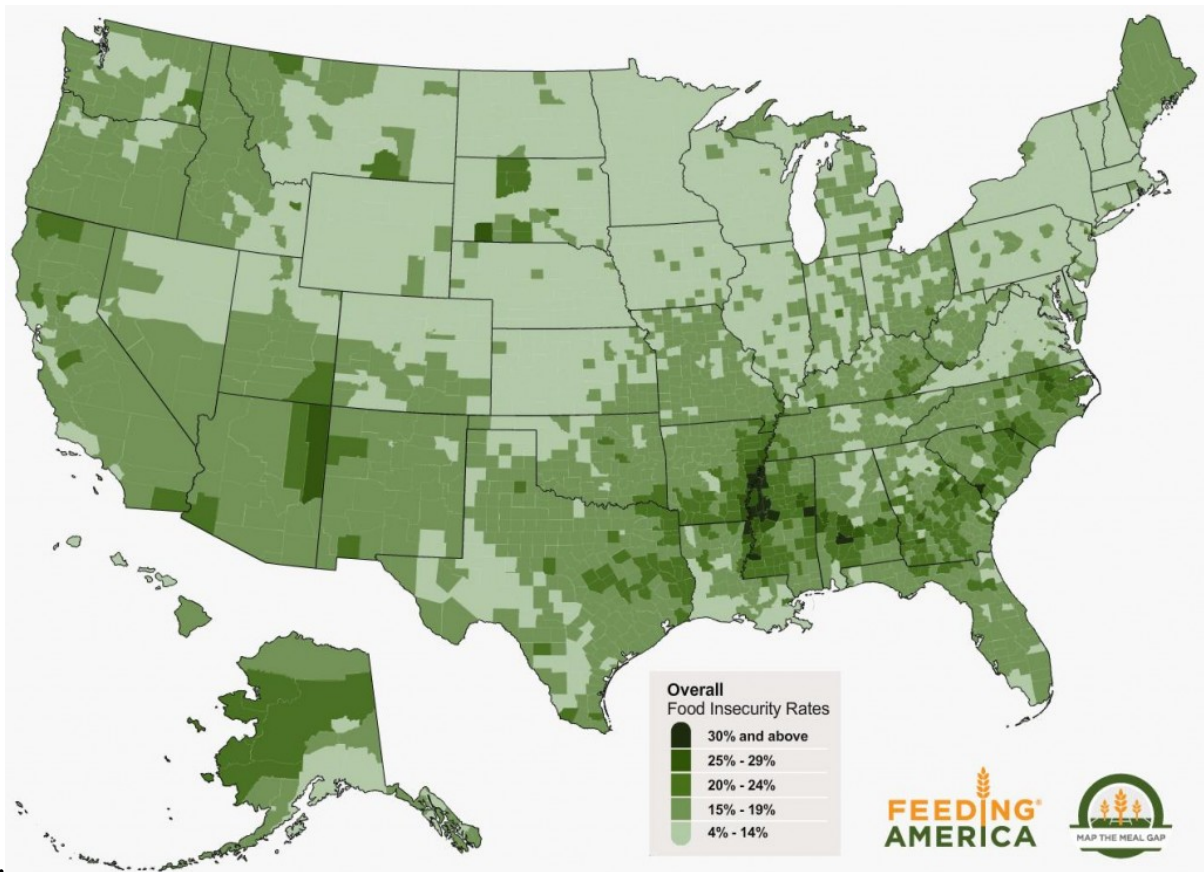 Overall
Food Insecurity Rates
30% and above
25% - 29%
20% - 24%
15% - 19%
4% - 14%
FEEDING®
AMERICA
MAP THE MEAL GAP